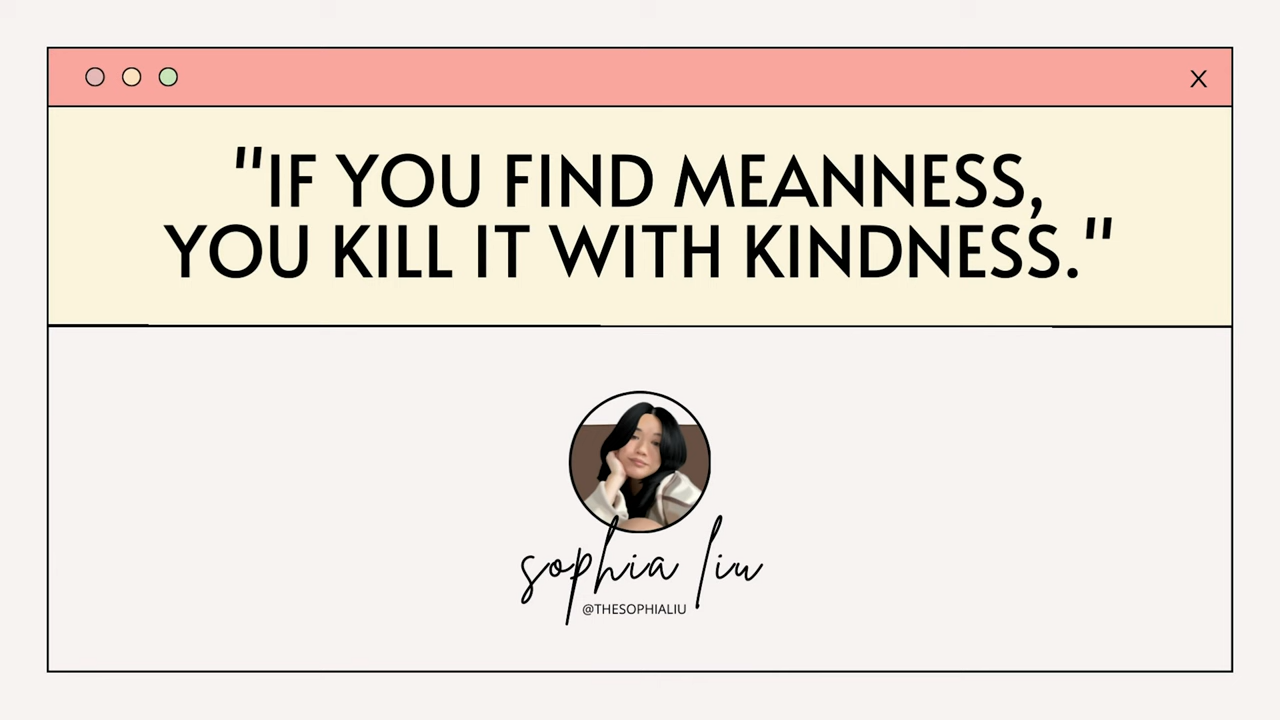 X
"IF YOU FIND MEANNESS,
YOU KILL IT WITH KINDNESS."
sophia liu
@THESOPHIALIU